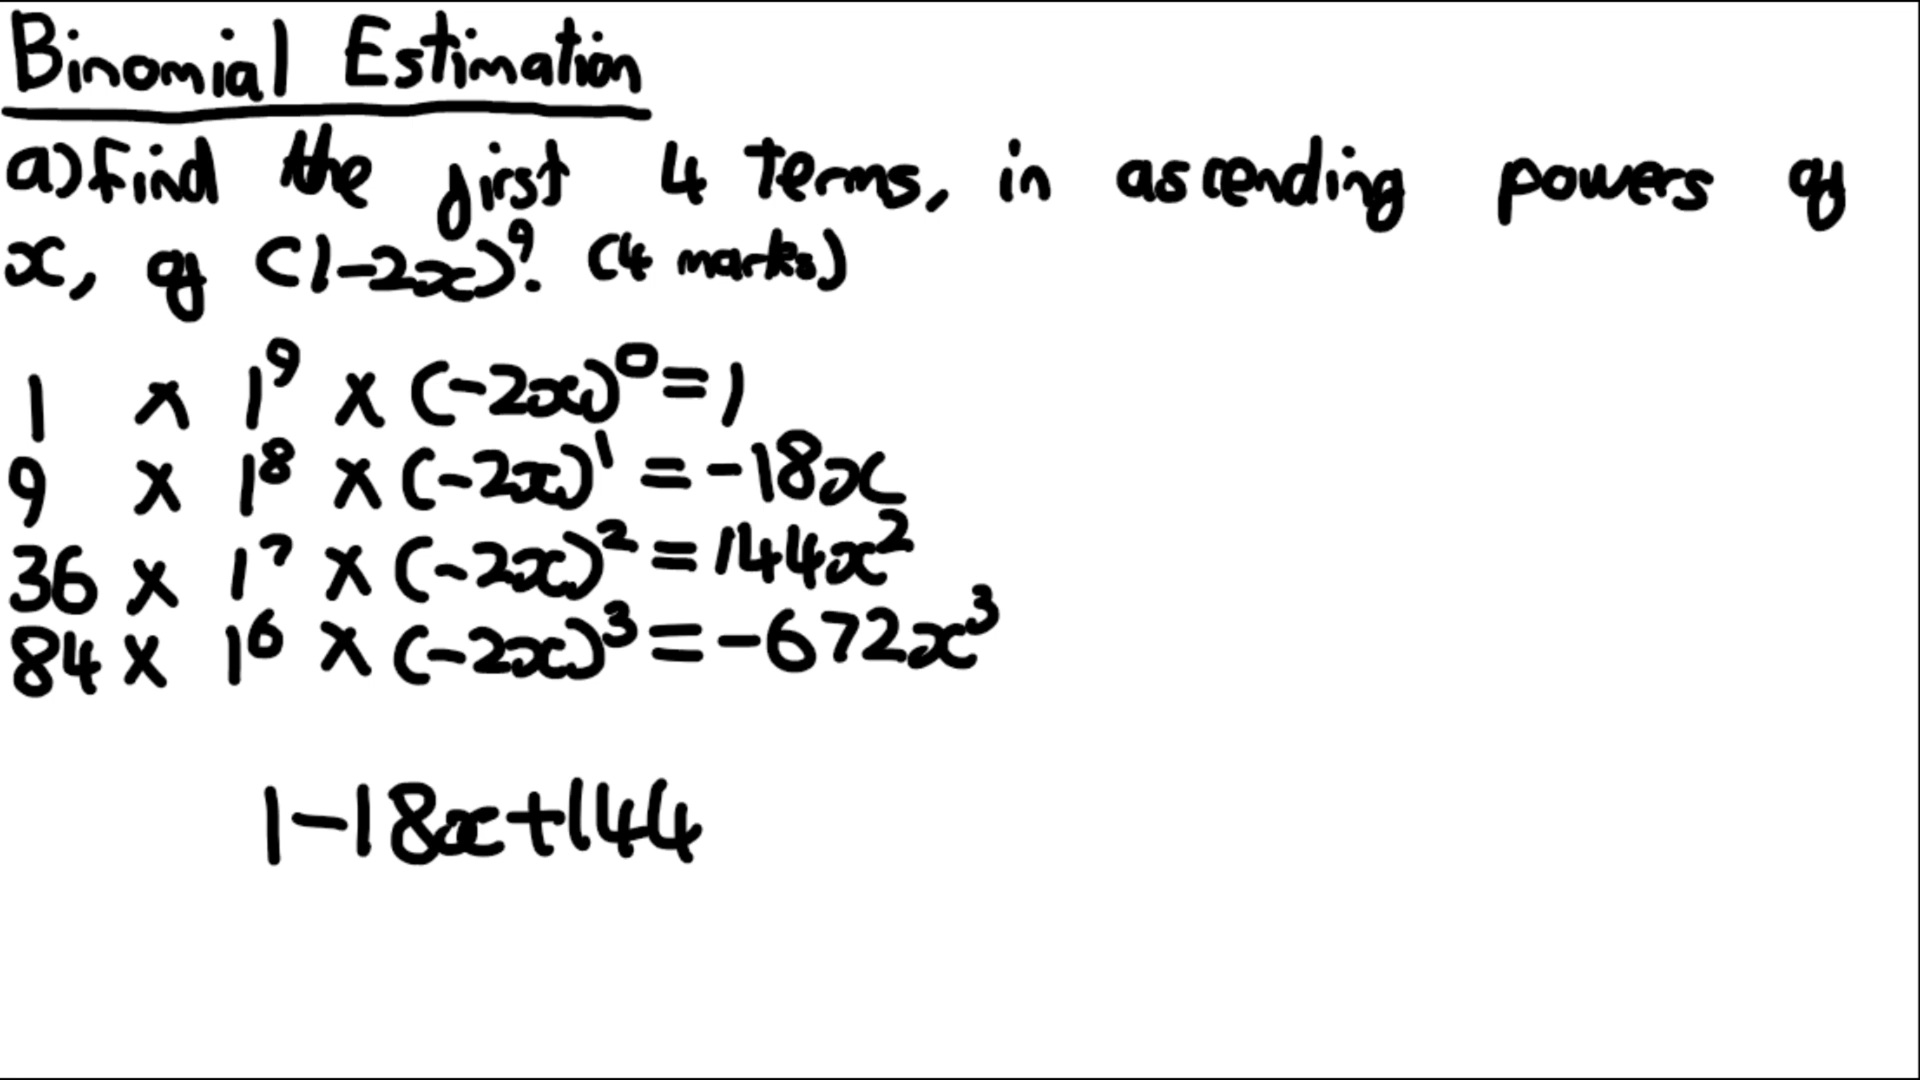 Binomial Estimation
a) Find the first 4 terms, in ascending powers of
x, of (1-2x)⁹. (4 marks)
1 × 1⁹ × (-2x)⁰ = 1
9 × 1⁸ × (-2x)¹ = -18x
36 × 1⁷ × (-2x)² = 144x²
84 × 1⁶ × (-2x)³ = -672x³
1-18x+144